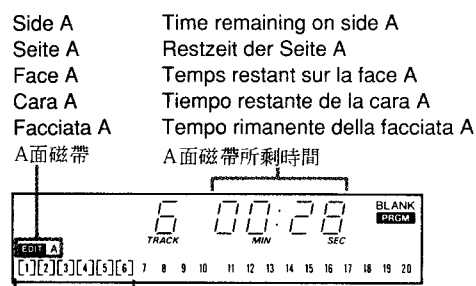 Side A Time remaining on side A
Seite A Restzeit der Seite A
Face A Temps restant sur la face A
Cara A Tiempo restante de la cara A
Facciata A Tempo rimanente della facciata A
A面磁帶 A面磁帶所剩時間
BLANK
6 00:28 PRGM
TRACK MIN SEC
EDIT A
[1][2][3][4][5][6] 7 8 9 10 11 12 13 14 15 16 17 18 19 20